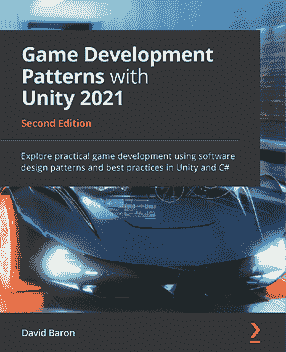 Game Development
Patterns with
Unity 2021
Second Edition
Explore practical game development using software
design patterns and best practices in Unity and C#
David Baron